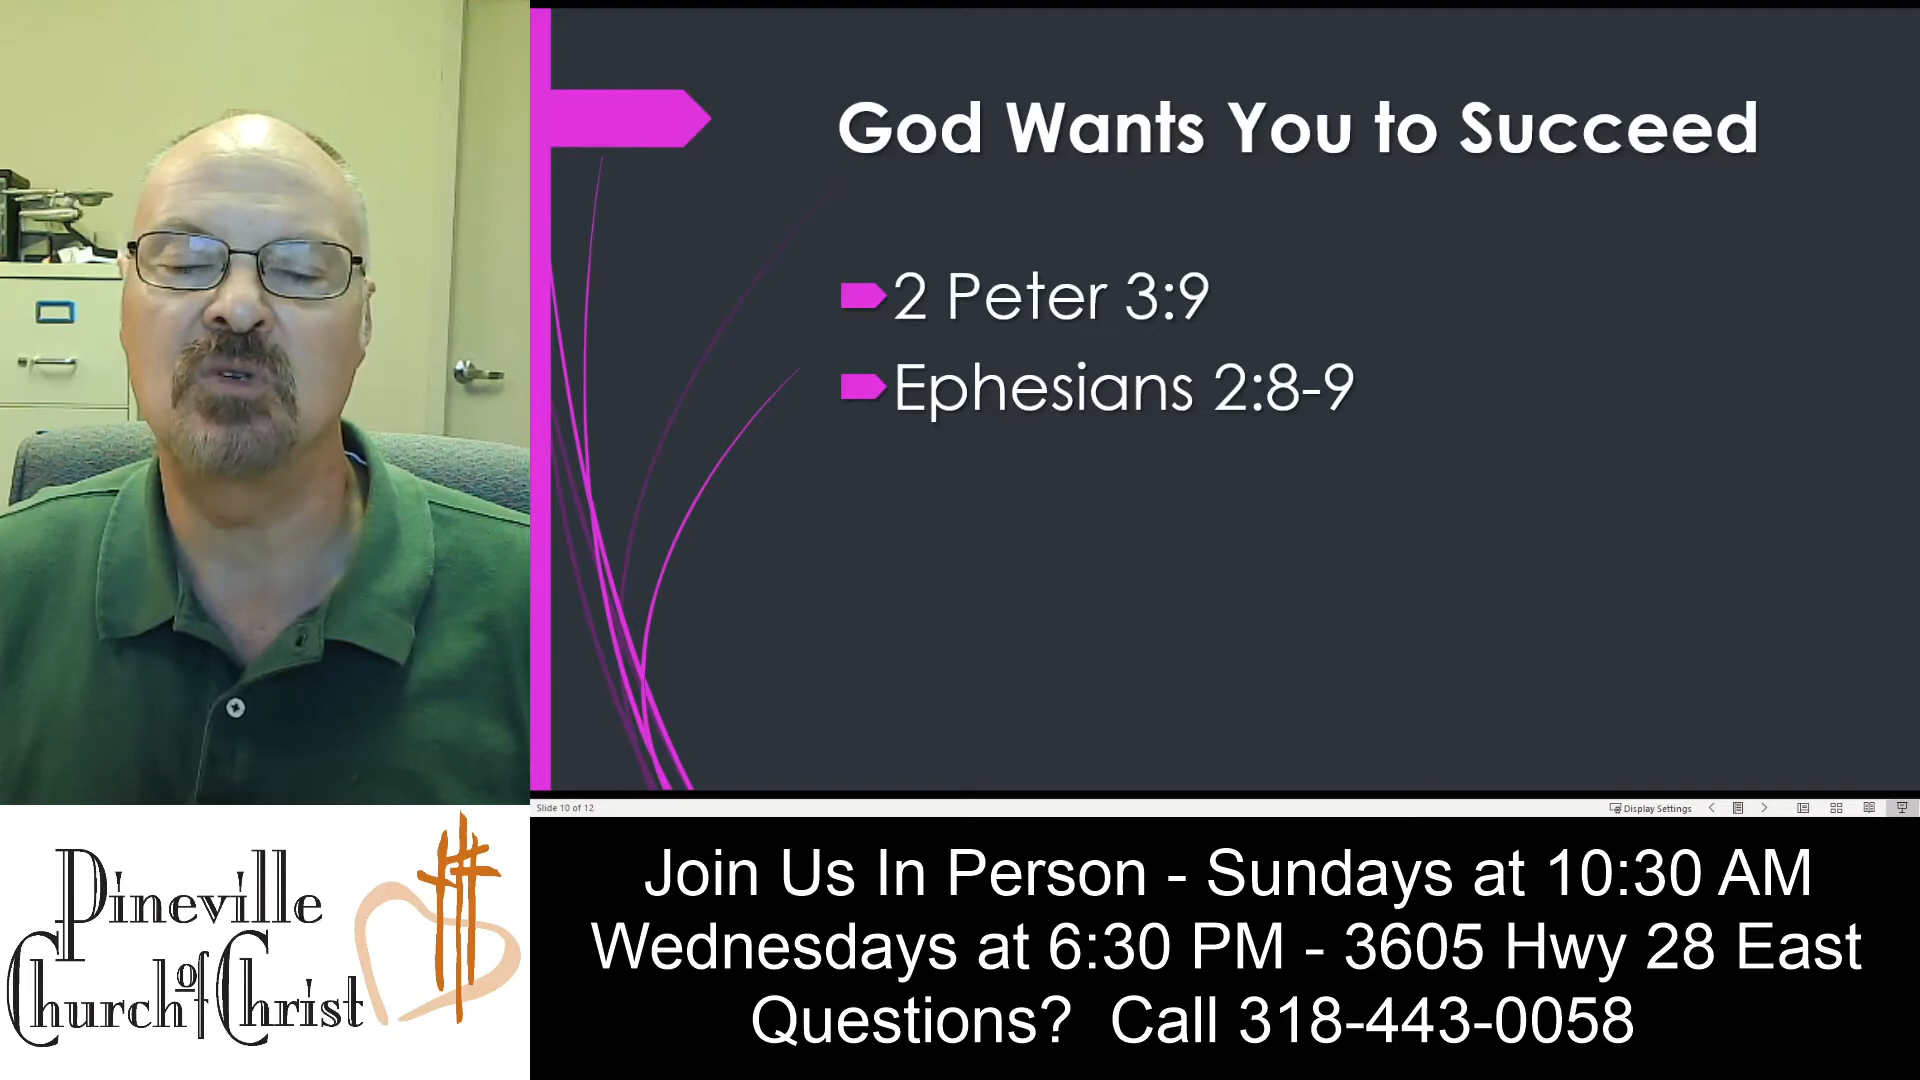 God Wants You to Succeed
2 Peter 3:9
Ephesians 2:8-9
Slide 10 of 12
Display Settings
Pineville
Church of Christ
Join Us In Person - Sundays at 10:30 AM
Wednesdays at 6:30 PM - 3605 Hwy 28 East
Questions? Call 318-443-0058